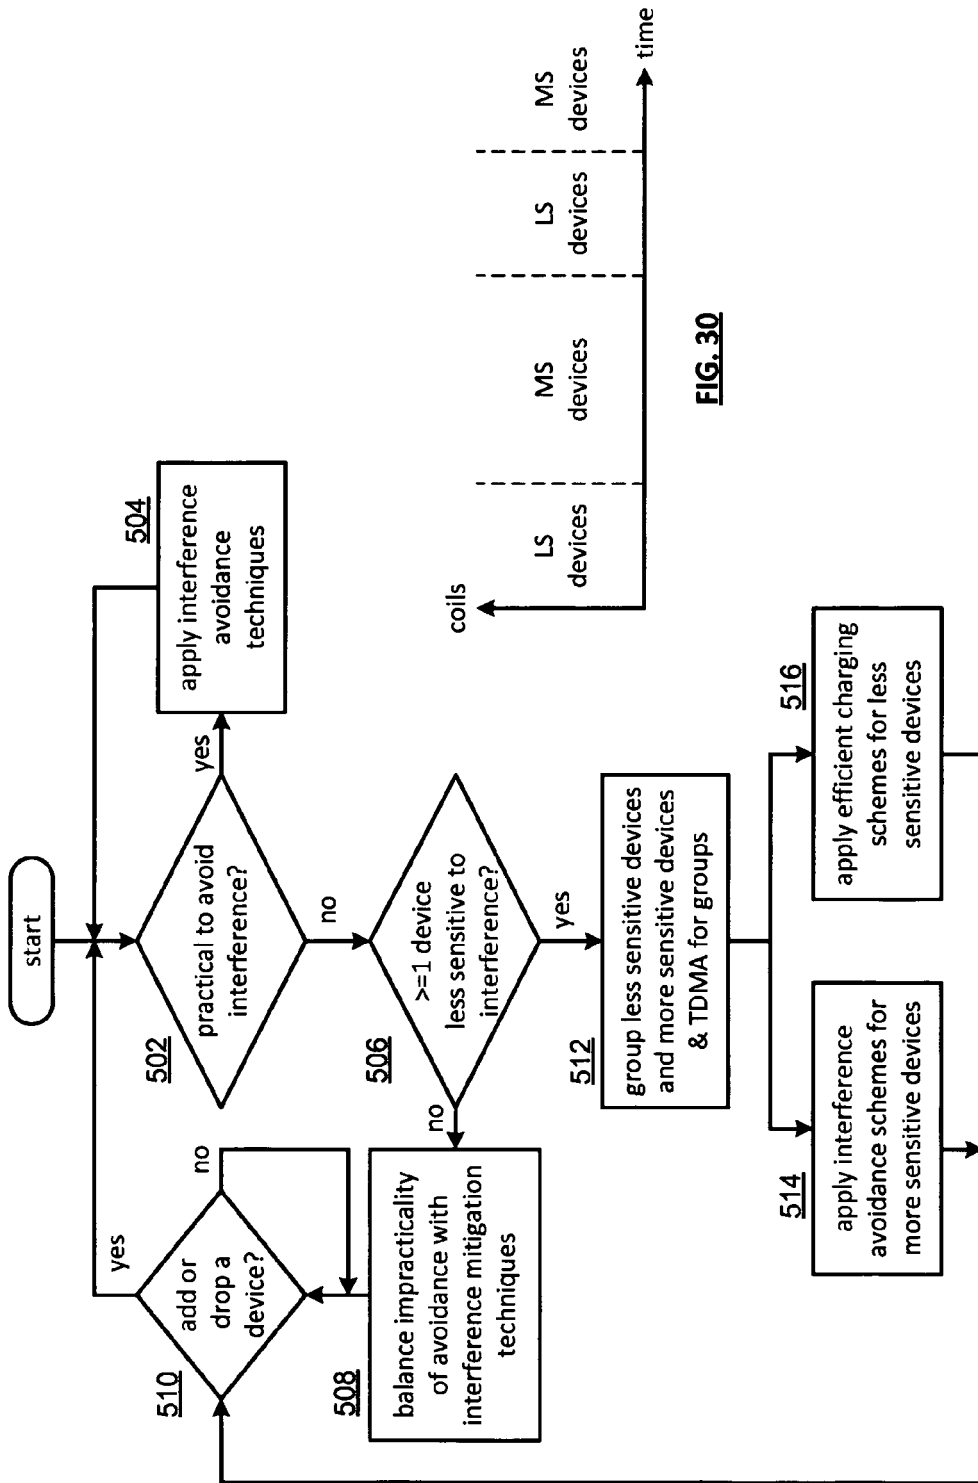 start
502
practical to avoid
interference?
yes
504
apply interference
avoidance
techniques
no
506
>=1 device
less sensitive to
interference?
no
yes
508
balance impracticality
of avoidance with
interference mitigation
techniques
510
add or
drop a
device?
yes
no
512
group less sensitive devices
and more sensitive devices
& TDMA for groups
514
apply interference
avoidance schemes for
more sensitive devices
516
apply efficient charging
schemes for less
sensitive devices
coils
LS
devices
MS
devices
LS
devices
MS
devices
time
FIG. 30